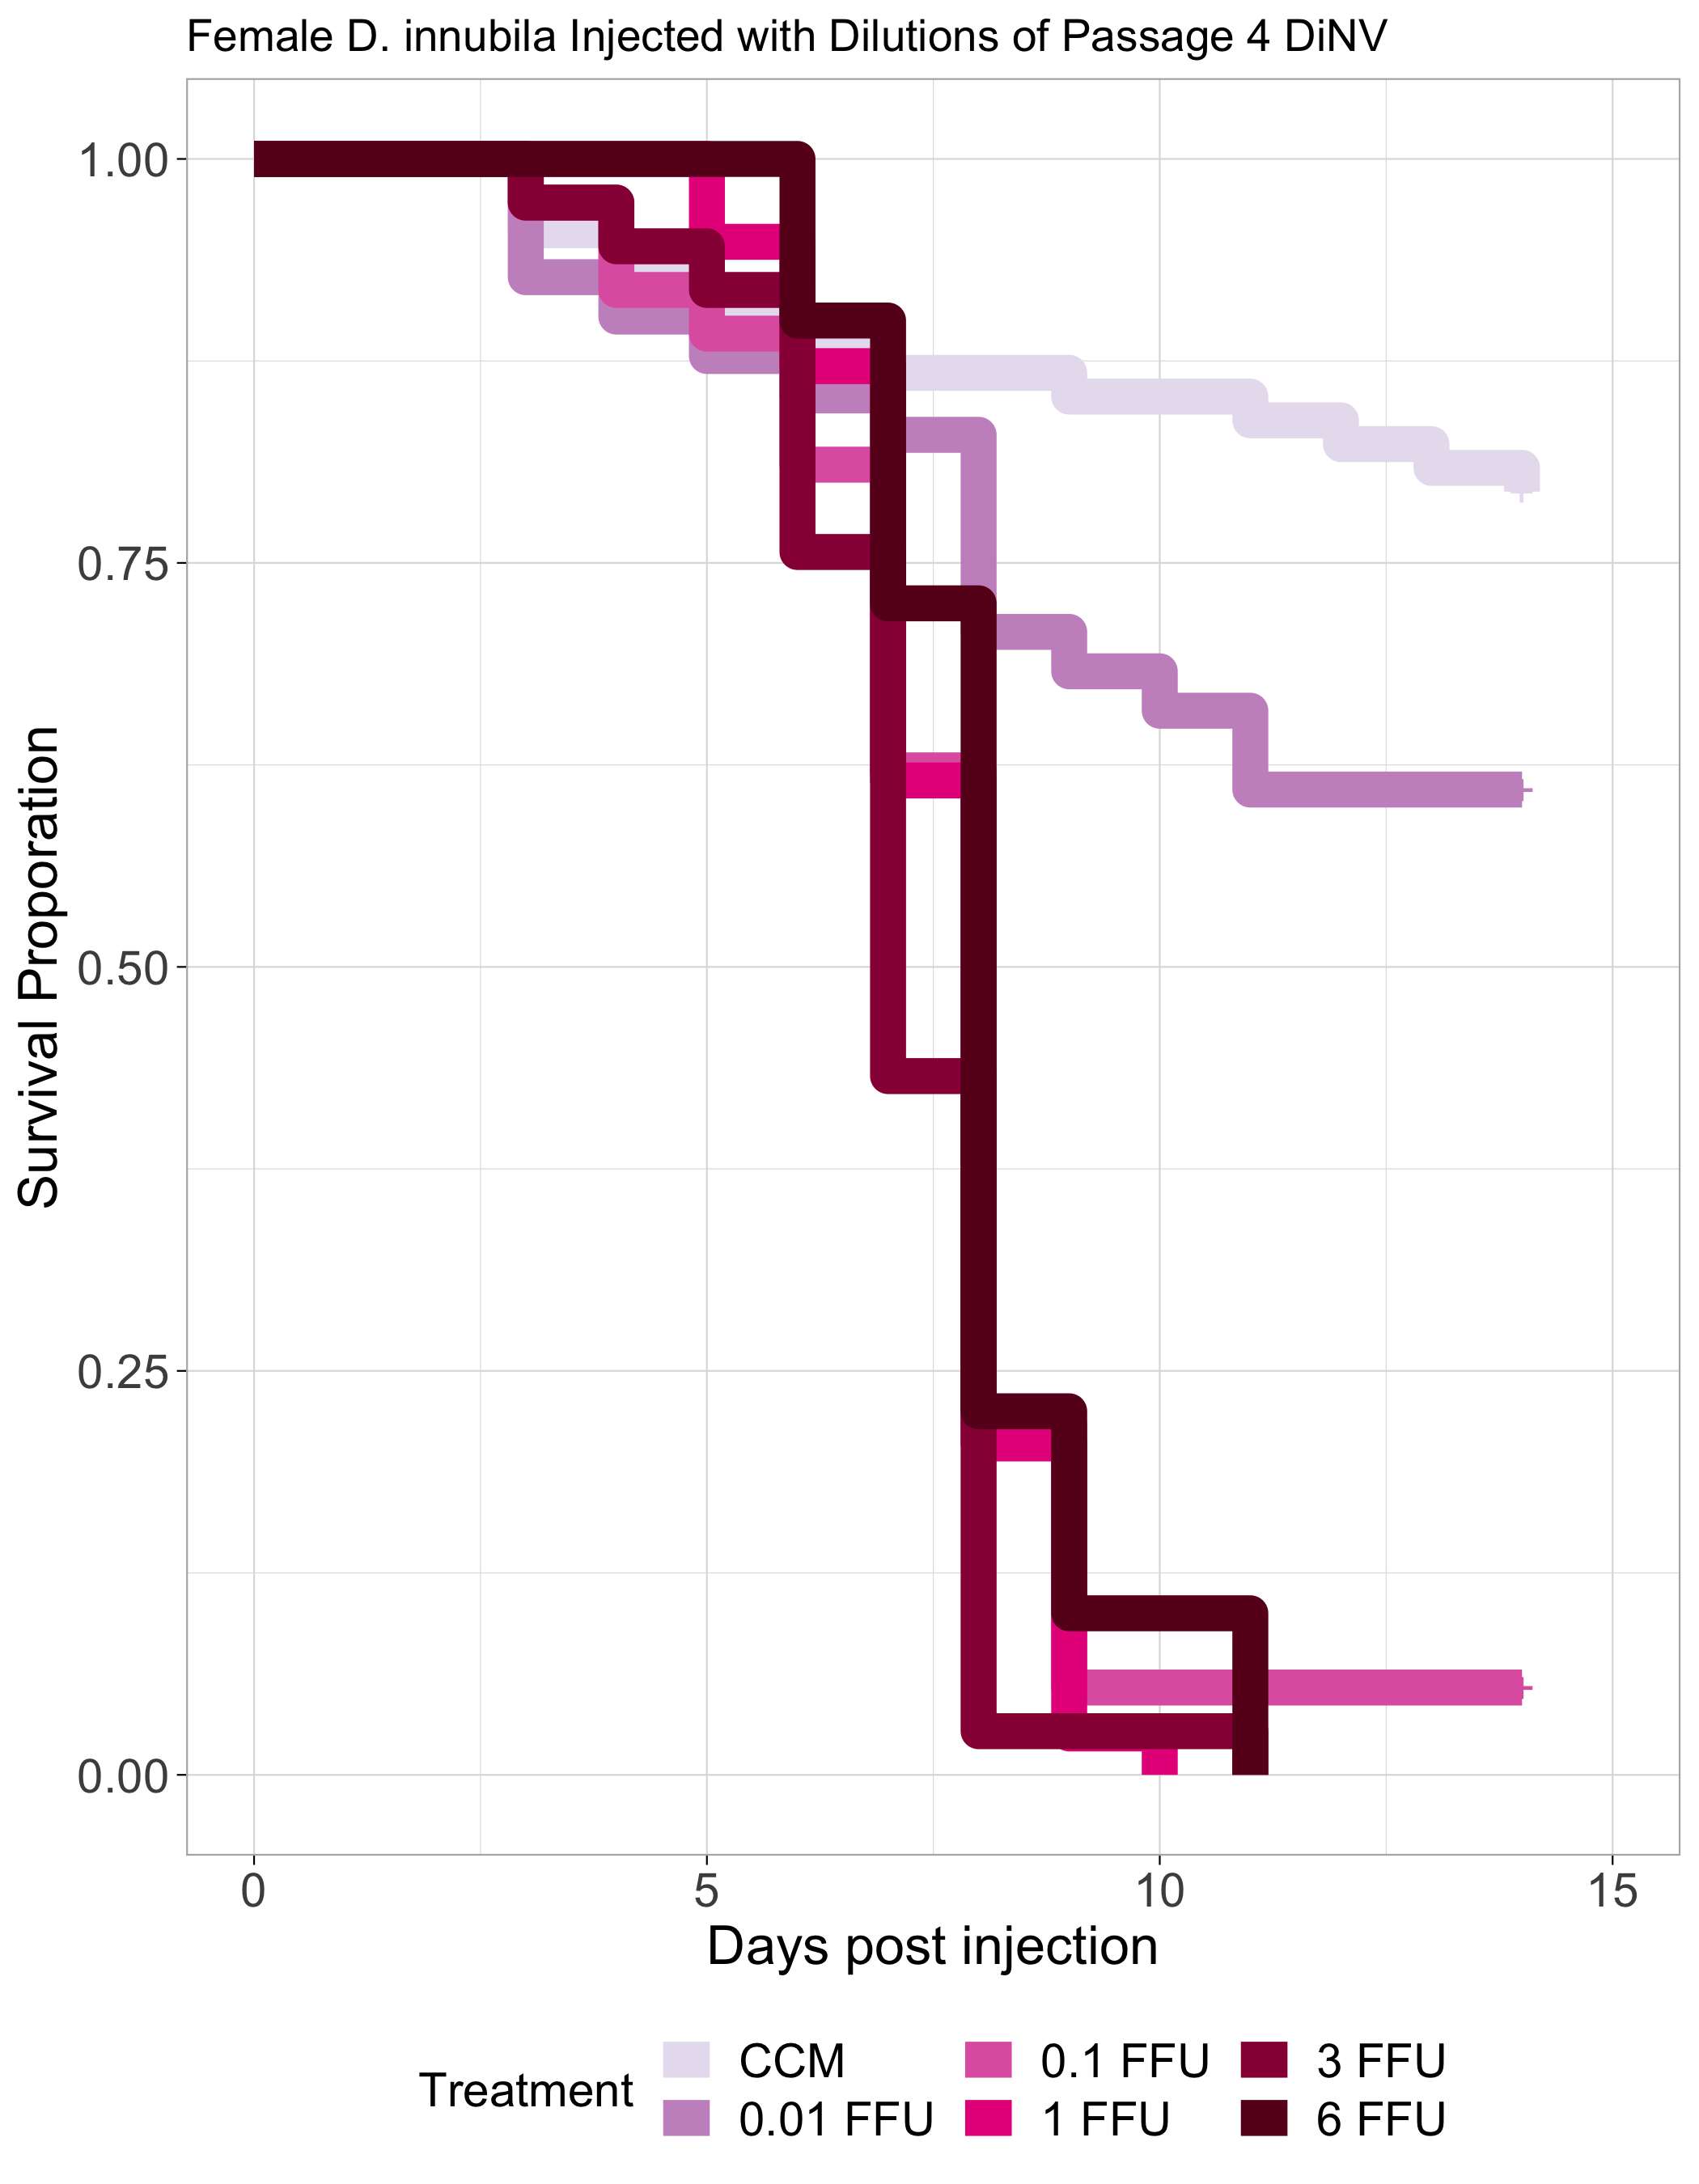 Female D. innubila Injected with Dilutions of Passage 4 DiNV
1.00
0.75
0.50
0.25
0.00
Survival Proporation
0 5 10 15
Days post injection
Treatment
CCM 0.1 FFU 3 FFU
0.01 FFU 1 FFU 6 FFU